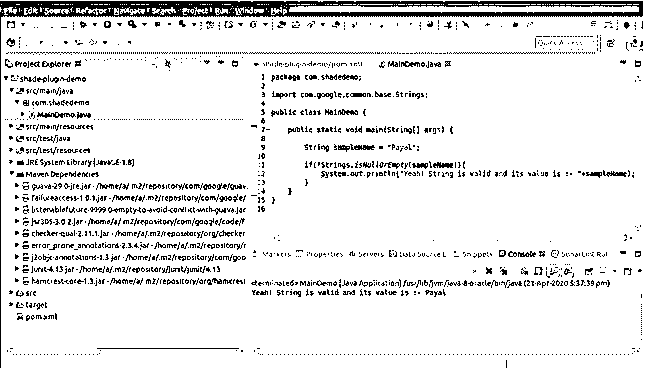 File Edit Source Refactor Navigate Search Project Run Window Help
Quick Access
Project Explorer
shade-plugin-demo
src/main/java
com.shadedemo
MainDemo.java
src/main/resources
src/test/java
src/test/resources
JRE System Library [JavaSE-1.8]
Maven Dependencies
guava-29.0-jre.jar - /home/a/.m2/repository/com/google/guav
failureaccess-1.0.1.jar - /home/a/.m2/repository/com/google
listenablefuture-9999.0-empty-to-avoid-conflict-with-guava.jar
jsr305-3.0.2.jar - /home/a/.m2/repository/com/google/code/f
checker-qual-2.11.1.jar - /home/a/.m2/repository/org/checker
error_prone_annotations-2.3.4.jar - /home/a/.m2/repository/
j2objc-annotations-1.3.jar - /home/a/.m2/repository/com/goo
junit-4.13.jar - /home/a/.m2/repository/junit/junit/4.13
hamcrest-core-1.3.jar - /home/a/.m2/repository/org/hamcrest
src
target
pom.xml
shade-plugin-demo/pom.xml MainDemo.java
1 package com.shadedemo;
2
3 import com.google.common.base.Strings;
4
5 public class MainDemo {
6
7 public static void main(String[] args) {
8
9 String sampleName = "Payal";
10
11 if(!Strings.isNullOrEmpty(sampleName)){
12 System.out.println("Yeah! String is valid and its value is :- "+sampleName);
13 }
14 }
15 }
16
Markers Properties Servers Data Source E Snippets Console SonarLint Rul
<terminated> MainDemo [Java Application] /usr/lib/jvm/java-8-oracle/bin/java (21-Apr-2020 5:37:39 pm)
Yeah! String is valid and its value is :- Payal